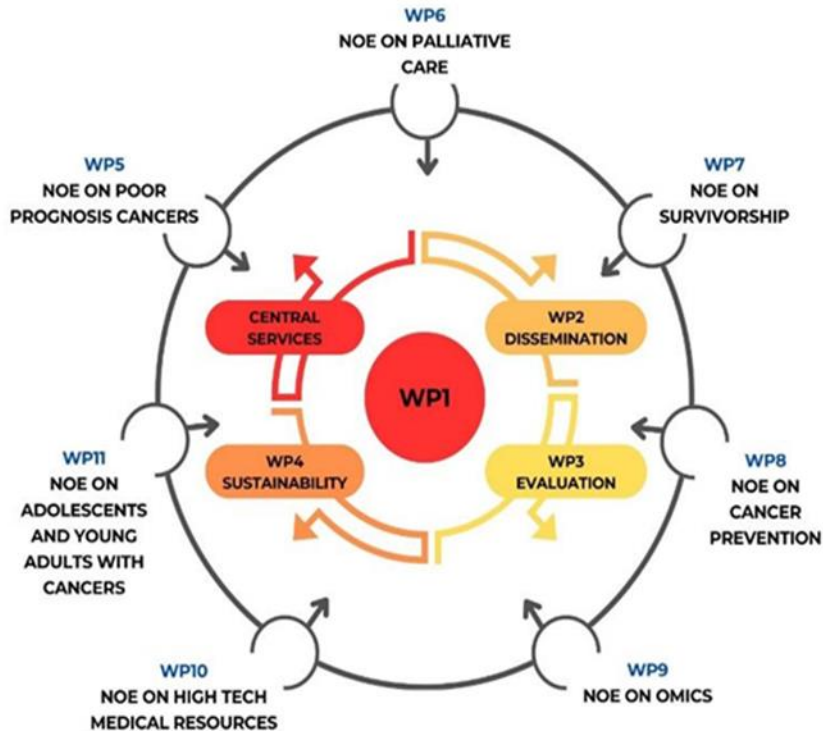 WP6
NOE ON PALLIATIVE
CARE
WP5
NOE ON POOR
PROGNOSIS CANCERS
WP7
NOE ON
SURVIVORSHIP
CENTRAL
SERVICES
WP2
DISSEMINATION
WP1
WP4
SUSTAINABILITY
WP3
EVALUATION
WP11
NOE ON
ADOLESCENTS
AND YOUNG
ADULTS WITH
CANCERS
WP8
NOE ON
CANCER
PREVENTION
WP10
NOE ON HIGH TECH
MEDICAL RESOURCES
WP9
NOE ON OMICS